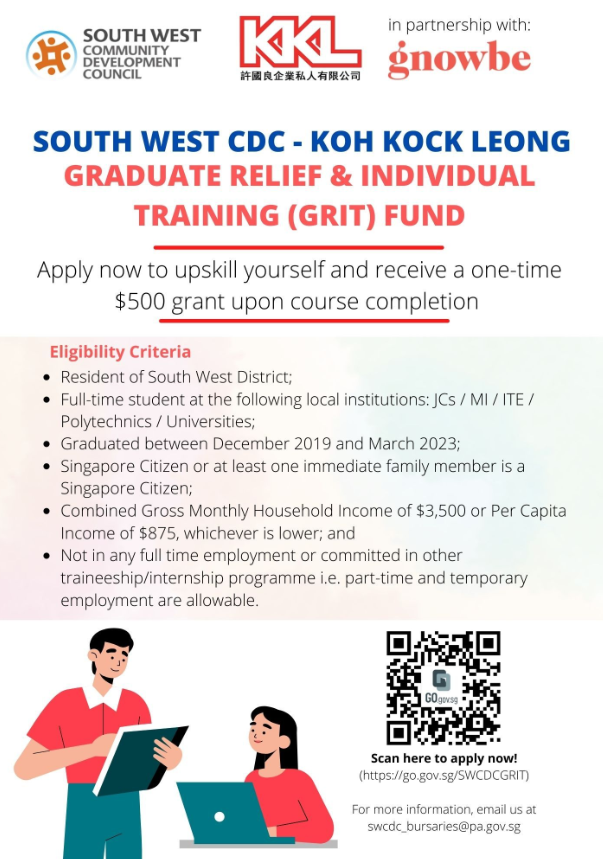 SOUTH WEST
COMMUNITY
DEVELOPMENT
COUNCIL
KKL
許國良企業私人有限公司
in partnership with:
gnowbe
SOUTH WEST CDC - KOH KOCK LEONG
GRADUATE RELIEF & INDIVIDUAL
TRAINING (GRIT) FUND
Apply now to upskill yourself and receive a one-time
$500 grant upon course completion
Eligibility Criteria
• Resident of South West District;
• Full-time student at the following local institutions: JCs / MI / ITE /
Polytechnics / Universities;
• Graduated between December 2019 and March 2023;
• Singapore Citizen or at least one immediate family member is a
Singapore Citizen;
• Combined Gross Monthly Household Income of $3,500 or Per Capita
Income of $875, whichever is lower; and
• Not in any full time employment or committed in other
traineeship/internship programme i.e. part-time and temporary
employment are allowable.
GO.gov.sg
Scan here to apply now!
(https://go.gov.sg/SWCDCGRIT)
For more information, email us at
swcdc_bursaries@pa.gov.sg